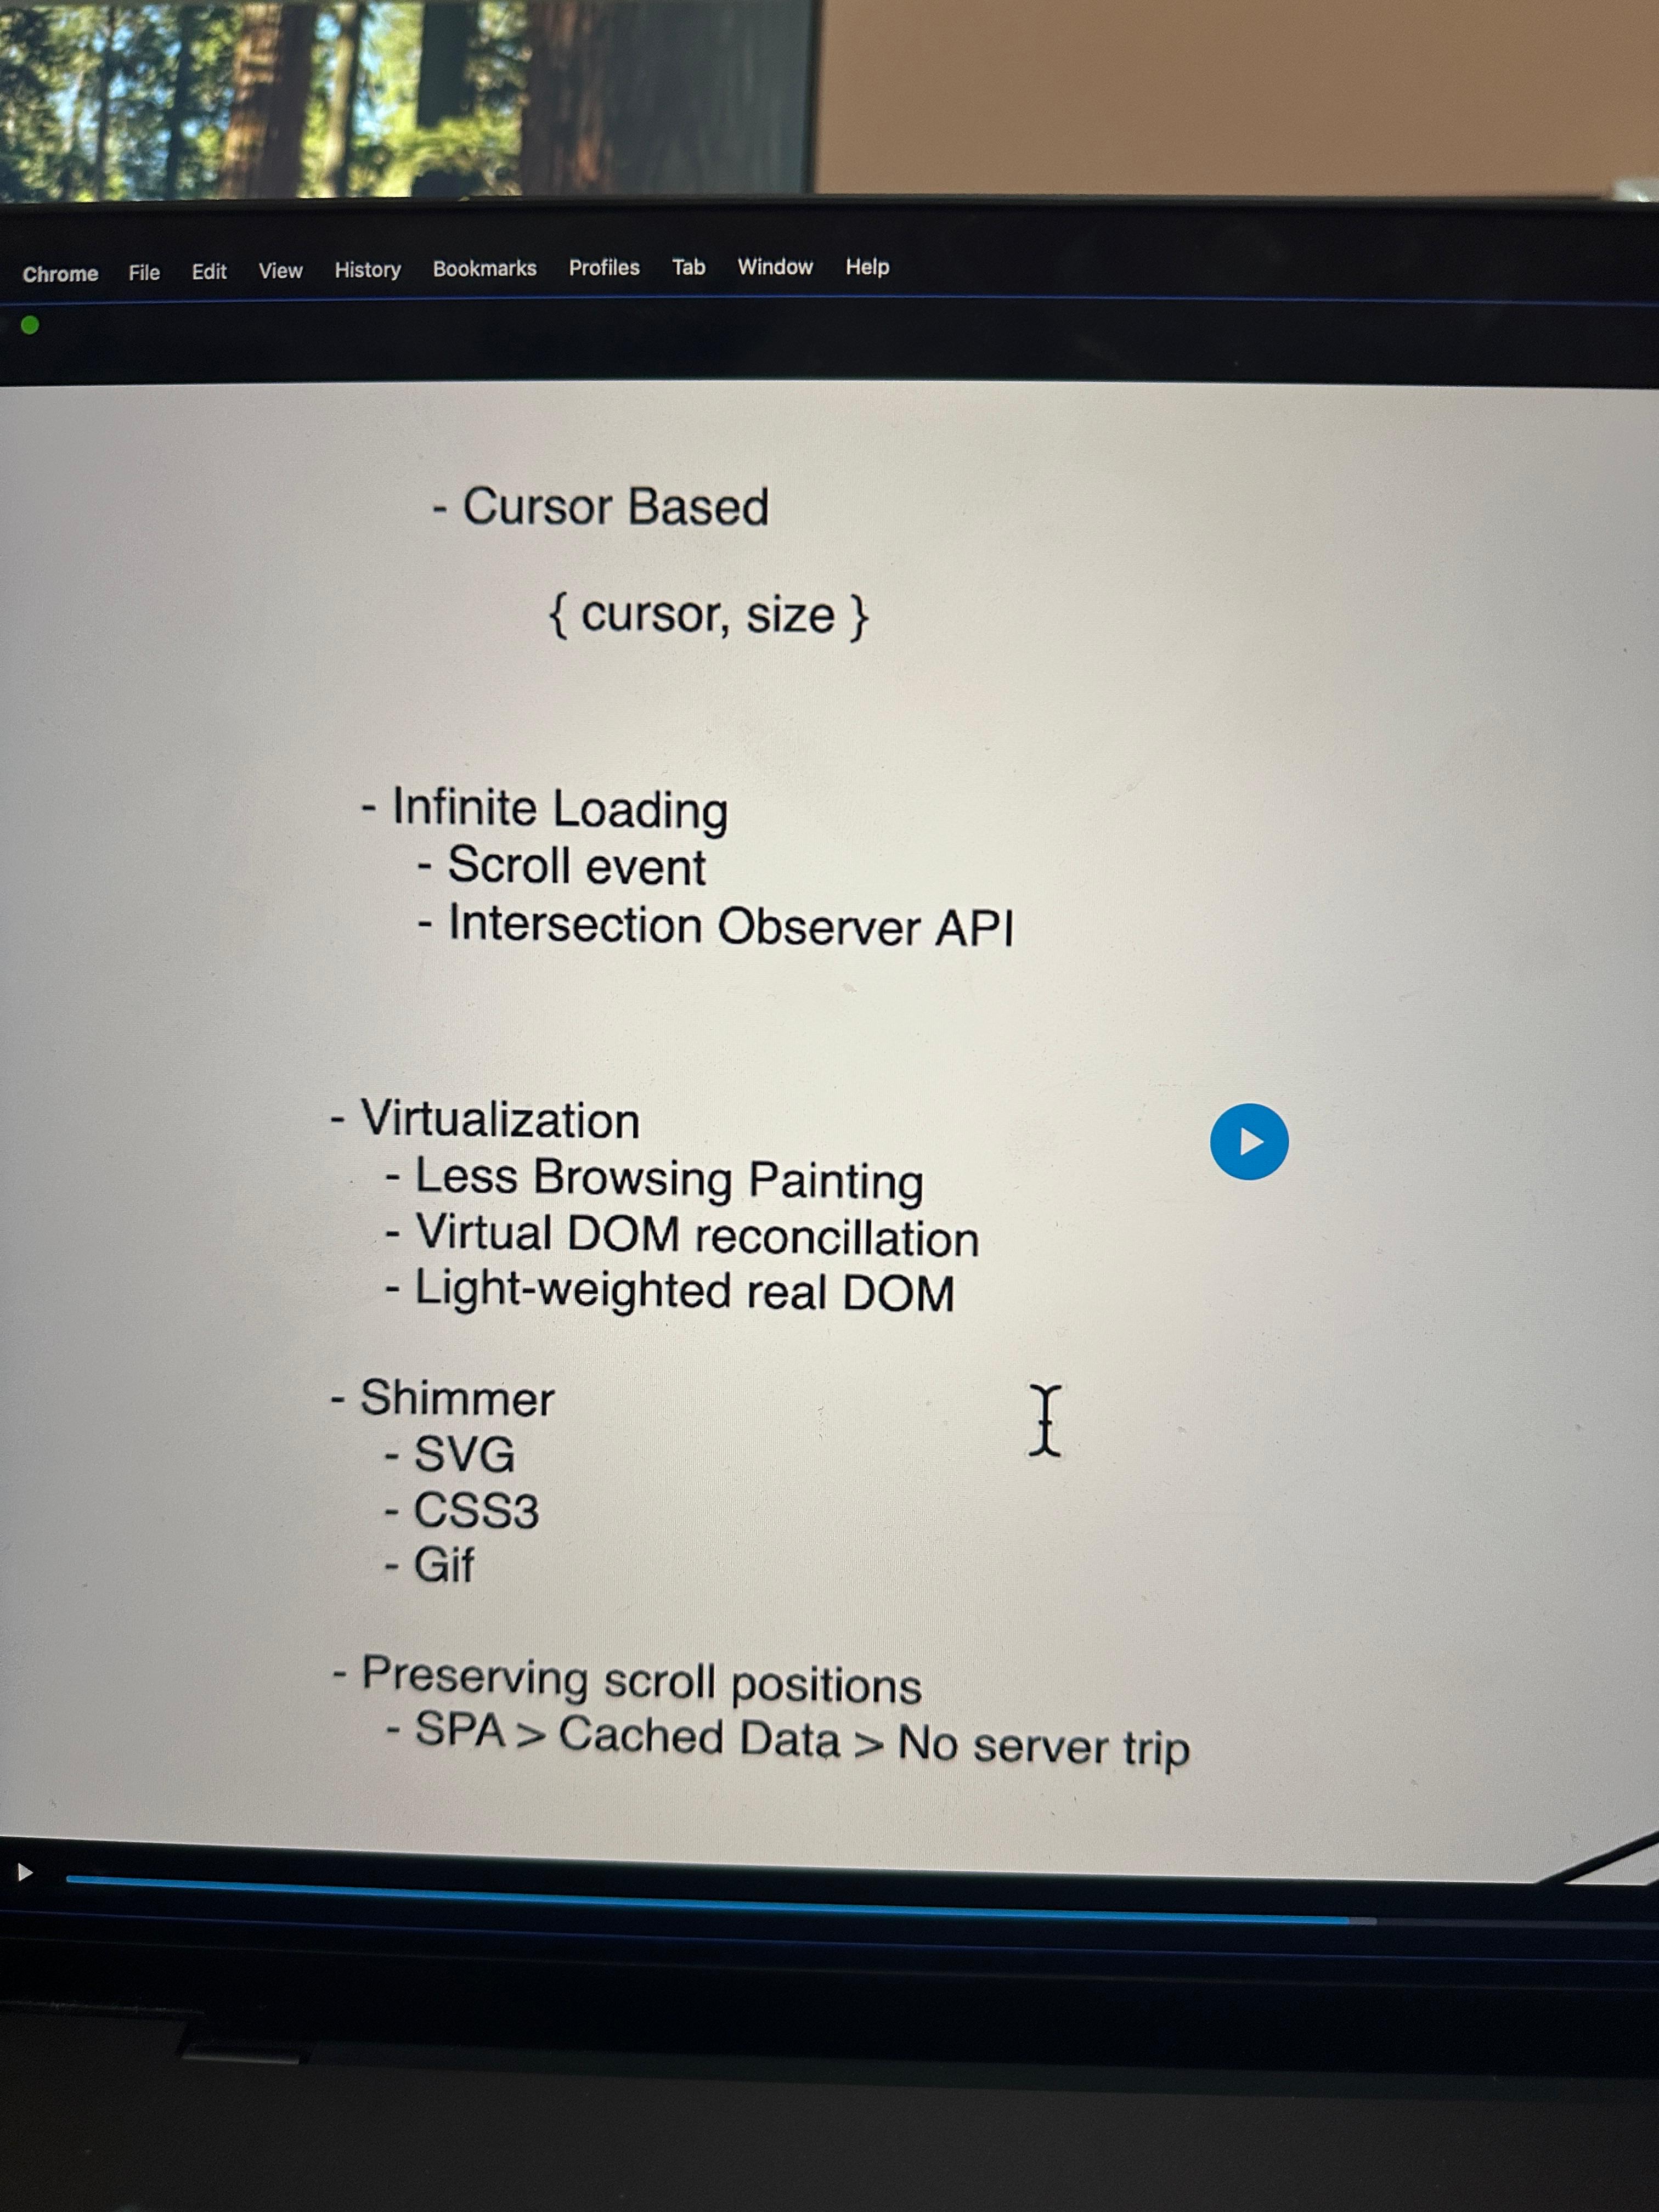 Chrome File Edit View History Bookmarks Profiles Tab Window Help
- Cursor Based
{ cursor, size }
- Infinite Loading
- Scroll event
- Intersection Observer API
- Virtualization
- Less Browsing Painting
- Virtual DOM reconcillation
- Light-weighted real DOM
- Shimmer
- SVG
- CSS3
- Gif
- Preserving scroll positions
- SPA > Cached Data > No server trip